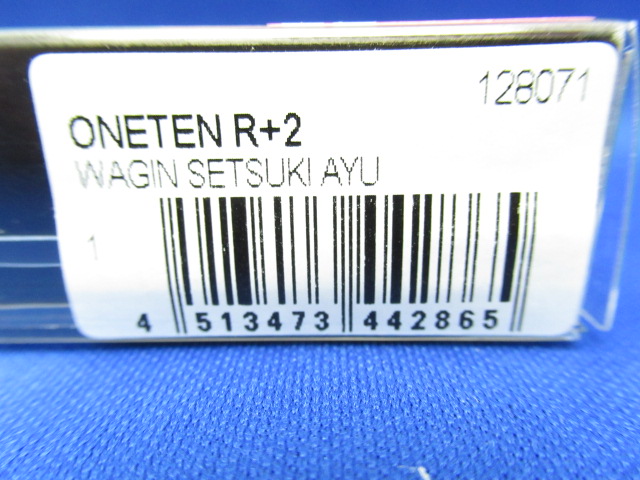 128071
ONETEN R+2
WAGIN SETSUKI AYU
1
4 513473 442865